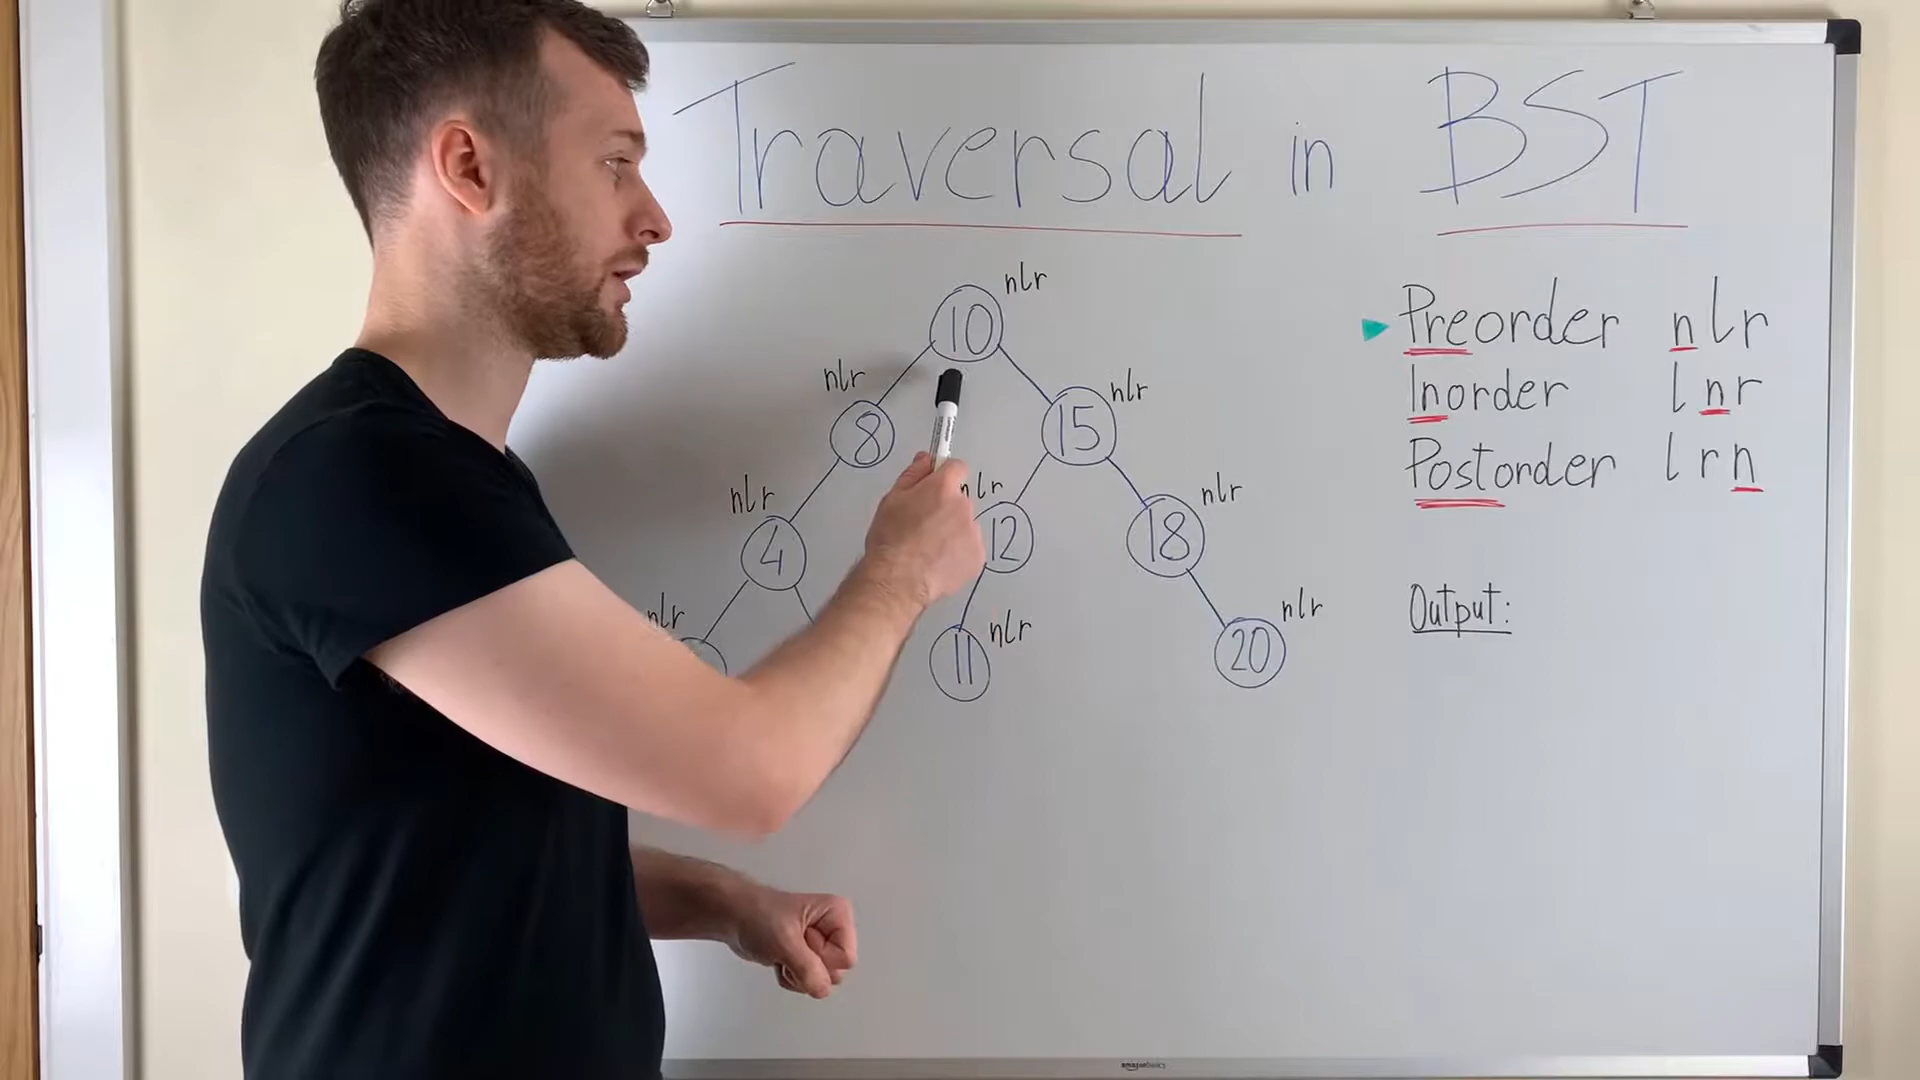 Traversal in BST
nlr
10
Preorder nlr
nlr
nlr
8
15
Inorder lnr
Postorder lrn
nlr
nlr
nlr
4
12
18
nlr
nlr
nlr
11
20
Output:
amazonbasics